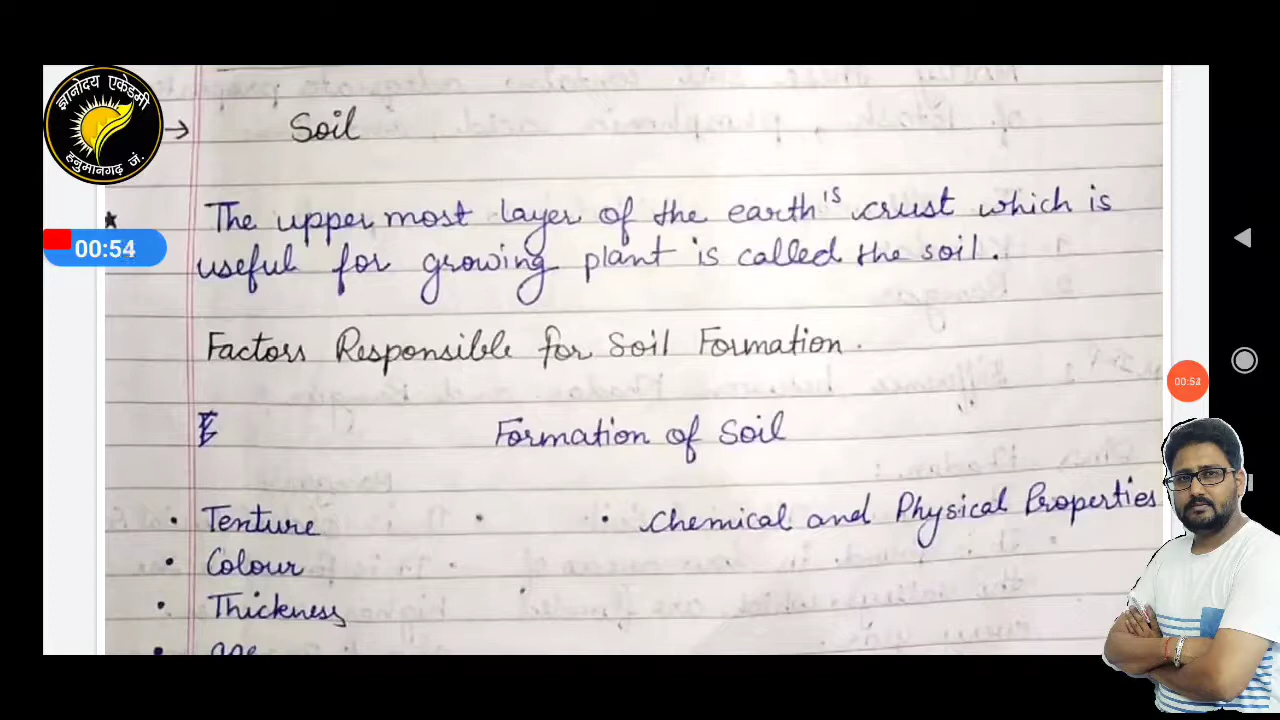 ज्ञानोदय एकेडमी
हनुमानगढ़ जं.
→ Soil
★ The upper most layer of the earth's crust which is
useful for growing plant is called the soil.
00:54
Factors Responsible for Soil Formation.
00:54
Formation of Soil
• Tenture • Chemical and Physical Properties
• Colour
• Thickness
• age